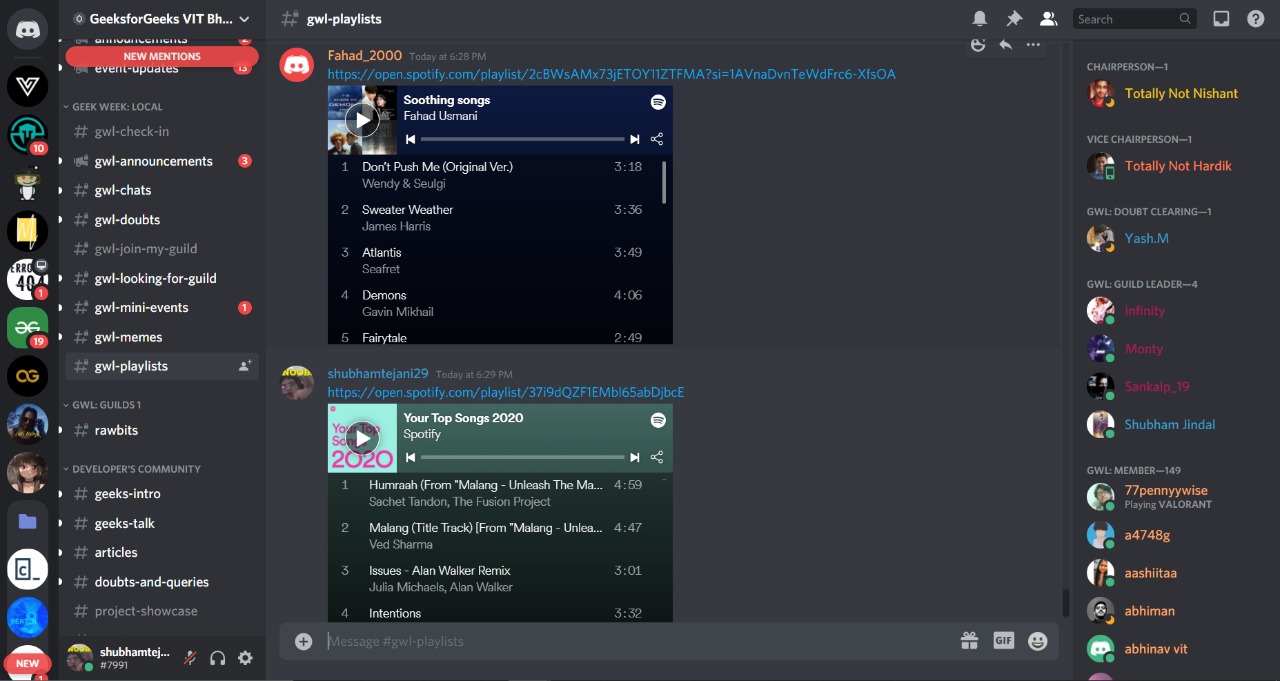 GeeksforGeeks VIT Bh...
announcements
2
NEW MENTIONS
event-updates
13
GEEK WEEK: LOCAL
gwl-check-in
gwl-announcements
3
gwl-chats
gwl-doubts
gwl-join-my-guild
gwl-looking-for-guild
gwl-mini-events
1
gwl-memes
gwl-playlists
GWL: GUILDS 1
rawbits
DEVELOPER'S COMMUNITY
geeks-intro
geeks-talk
articles
doubts-and-queries
project-showcase
10
1
19
NEW
1
shubhamtej...
#7991
gwl-playlists
Search
Fahad_2000 Today at 6:28 PM
https://open.spotify.com/playlist/2cBWsAMx73jETOY11ZTFMA?si=1AVnaDvnTeWdFrc6-XfsOA
Soothing songs
Fahad Usmani
1 Don't Push Me (Original Ver.) 3:18
Wendy & Seulgi
2 Sweater Weather 3:36
James Harris
3 Atlantis 3:49
Seafret
4 Demons 4:06
Gavin Mikhail
5 Fairytale 2:49
NOOB
shubhamtejani29 Today at 6:29 PM
https://open.spotify.com/playlist/37i9dQZF1EMbl65abDjbcE
Your Top Songs 2020
Spotify
Your Top
2020
1 Humraah (From "Malang - Unleash The Ma... 4:59
Sachet Tandon, The Fusion Project
2 Malang (Title Track) [From "Malang - Unlea... 4:47
Ved Sharma
3 Issues - Alan Walker Remix 3:01
Julia Michaels, Alan Walker
4 Intentions 3:32
Message #gwl-playlists
GIF
CHAIRPERSON—1
Totally Not Nishant
VICE CHAIRPERSON—1
Totally Not Hardik
GWL: DOUBT CLEARING—1
Yash.M
GWL: GUILD LEADER—4
infinity
Monty
Sankalp_19
Shubham Jindal
GWL: MEMBER—149
77pennyywise
Playing VALORANT
a4748g
aashiitaa
abhiman
abhinav vit